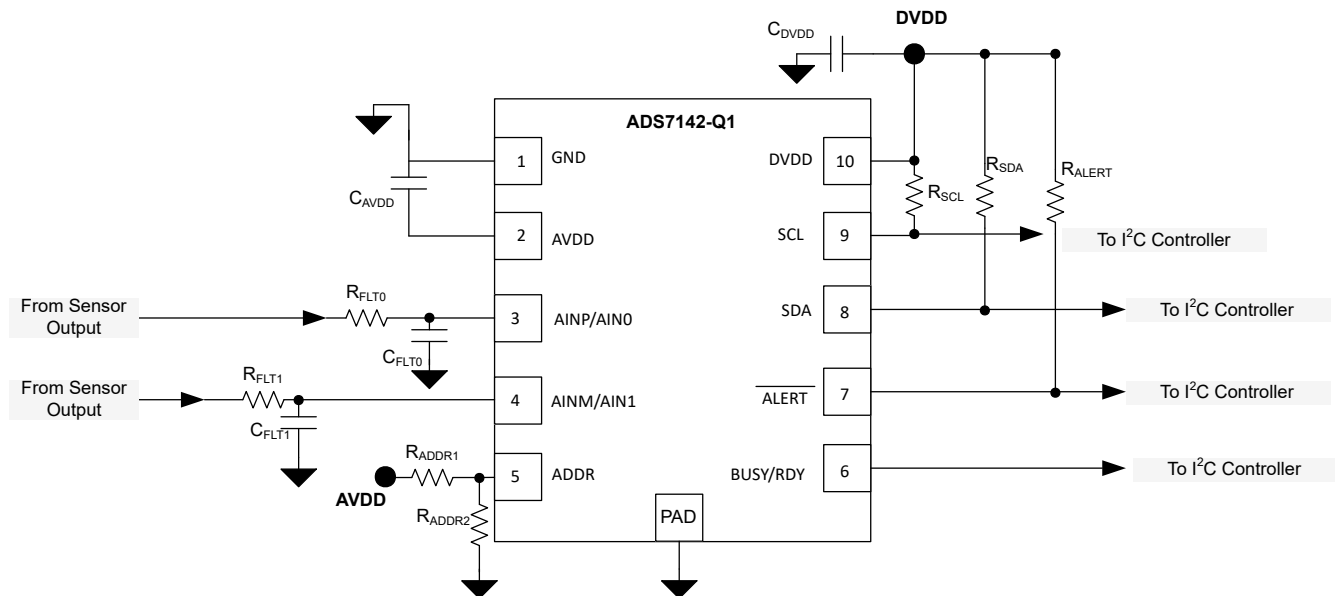 DVDD
CDVDD
ADS7142-Q1
1
GND
CAVDD
2
AVDD
From Sensor
Output
RFLT0
3
AINP/AIN0
CFLT0
From Sensor
Output
RFLT1
4
AINM/AIN1
CFLT1
RADDR1
5
ADDR
AVDD
RADDR2
PAD
DVDD
10
RSCL
RSDA
RALERT
SCL
9
To I²C Controller
SDA
8
To I²C Controller
ALERT
7
To I²C Controller
BUSY/RDY
6
To I²C Controller